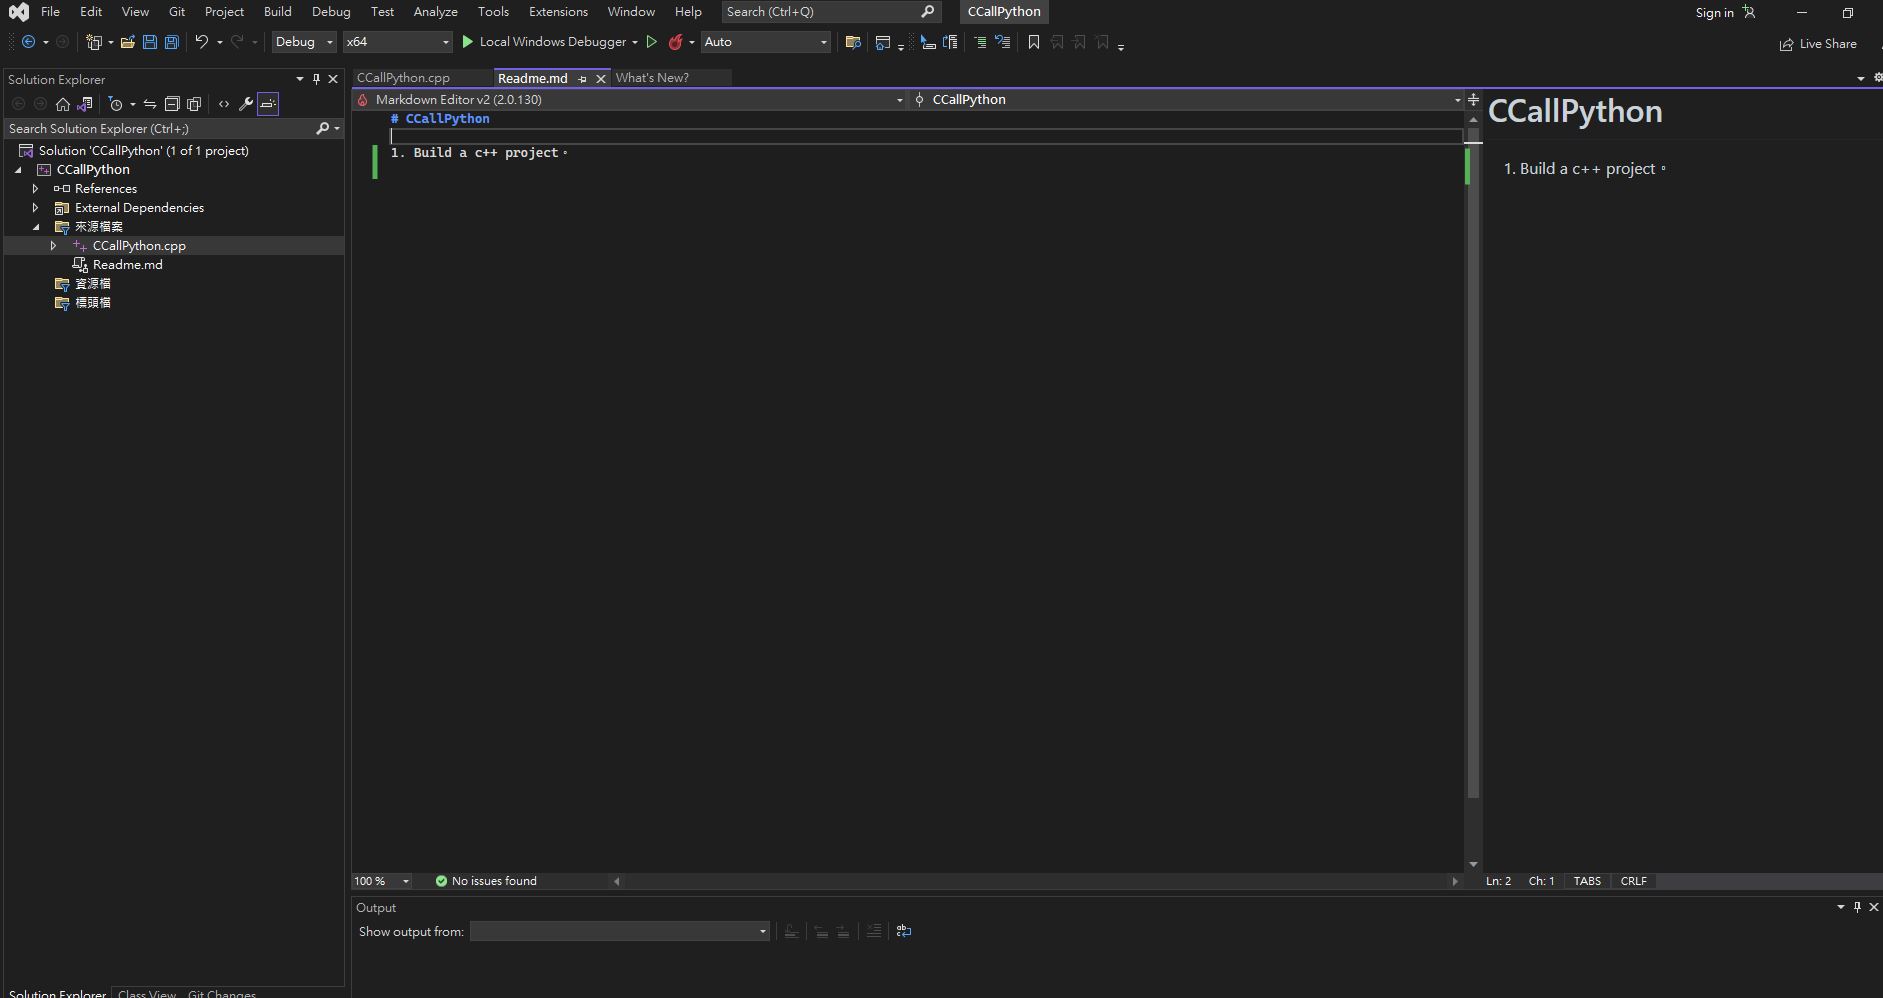 File Edit View Git Project Build Debug Test Analyze Tools Extensions Window Help Search (Ctrl+Q) CCallPython Sign in
Debug x64 Local Windows Debugger Auto Live Share
Solution Explorer
Search Solution Explorer (Ctrl+;)
Solution 'CCallPython' (1 of 1 project)
CCallPython
References
External Dependencies
來源檔案
CCallPython.cpp
Readme.md
資源檔
標頭檔
Solution Explorer Class View Git Changes
CCallPython.cpp Readme.md What's New?
Markdown Editor v2 (2.0.130) CCallPython
# CCallPython
1. Build a c++ project。
CCallPython
1. Build a c++ project。
100 % No issues found Ln: 2 Ch: 1 TABS CRLF
Output
Show output from: